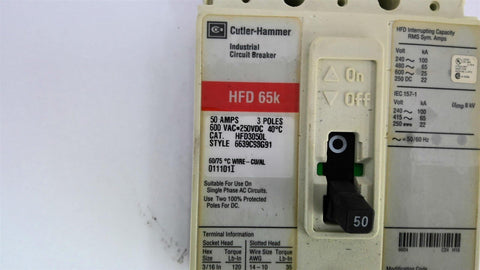 Cutler-Hammer
Industrial
Circuit Breaker
HFD 65k
50 AMPS 3 POLES
600 VAC•250VDC 40°C
CAT. HFD3050L
STYLE 6639C98G91
60/75 °C WIRE-CU/AL
Suitable For Use On
Single Phase AC Circuits.
Use Two 100% Protected
Poles For DC.
Terminal Information
Socket Head
Slotted Head
Hex Torque Wire Size Torque
Size Lb-In AWG Lb-In
3/16 In 120 14-10 35
On
Off
50
HFD Interrupting Capacity
RMS Sym. Amps
Volt kA
240 ~ 100
480 ~ 65
600 ~ 25
250 DC 22
IEC 157-1
Volt kA
240 ~ 100
415 ~ 65
250 DC 22
~ =50/60 Hz